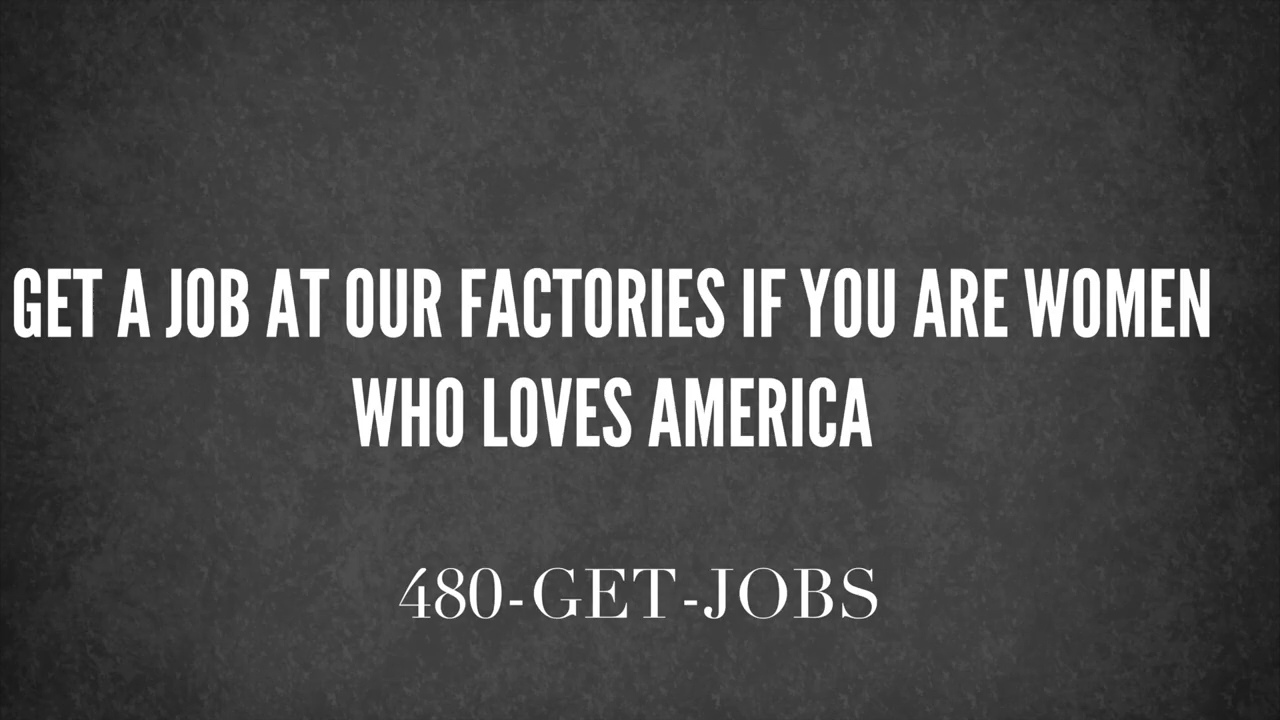 GET A JOB AT OUR FACTORIES IF YOU ARE WOMEN
WHO LOVES AMERICA
480-GET-JOBS